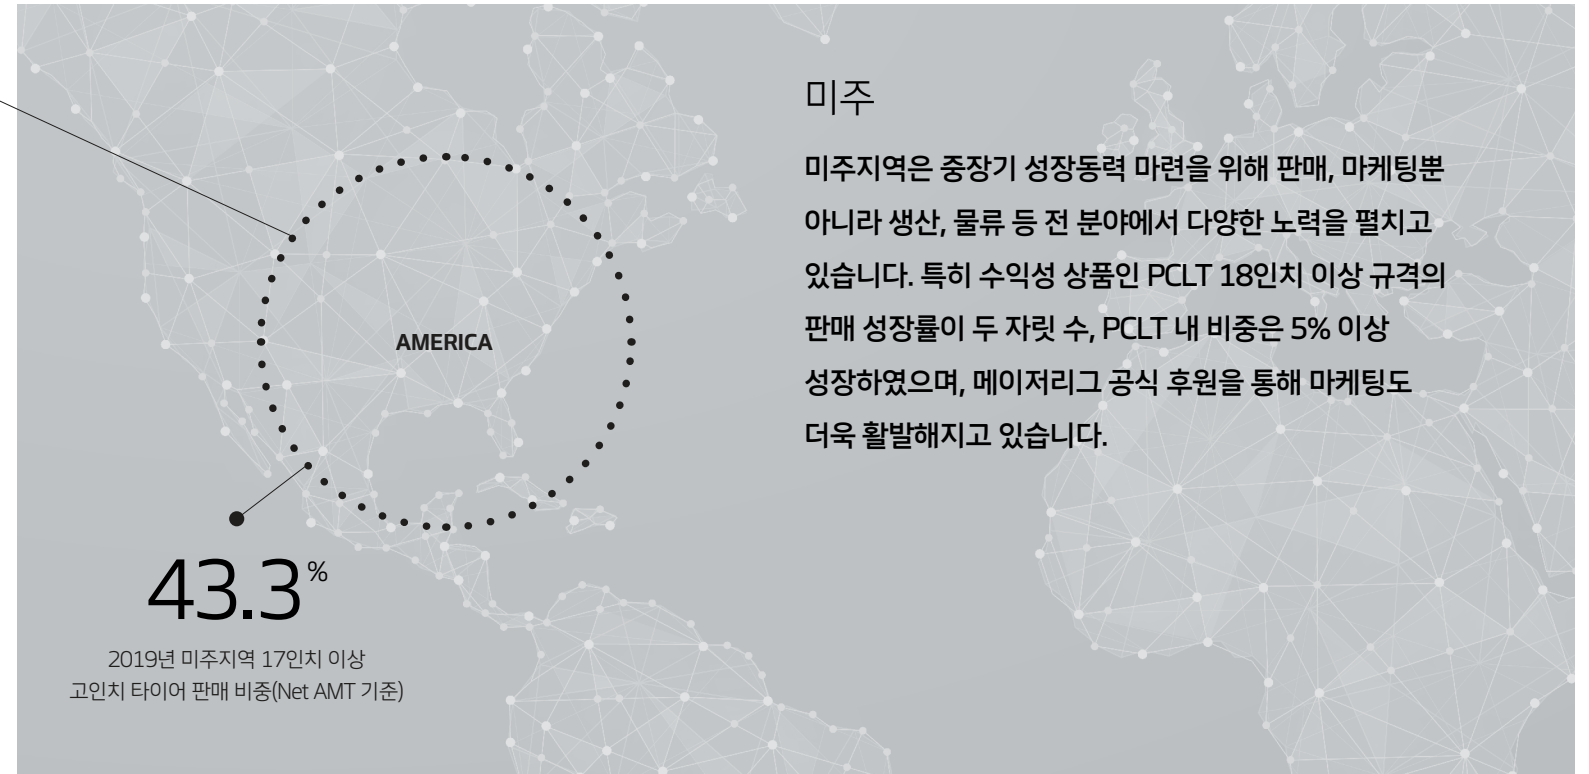 미주
미주지역은 중장기 성장동력 마련을 위해 판매, 마케팅뿐
아니라 생산, 물류 등 전 분야에서 다양한 노력을 펼치고
있습니다. 특히 수익성 상품인 PCLT 18인치 이상 규격의
판매 성장률이 두 자릿 수, PCLT 내 비중은 5% 이상
성장하였으며, 메이저리그 공식 후원을 통해 마케팅도
더욱 활발해지고 있습니다.
AMERICA
43.3%
2019년 미주지역 17인치 이상
고인치 타이어 판매 비중(Net AMT 기준)